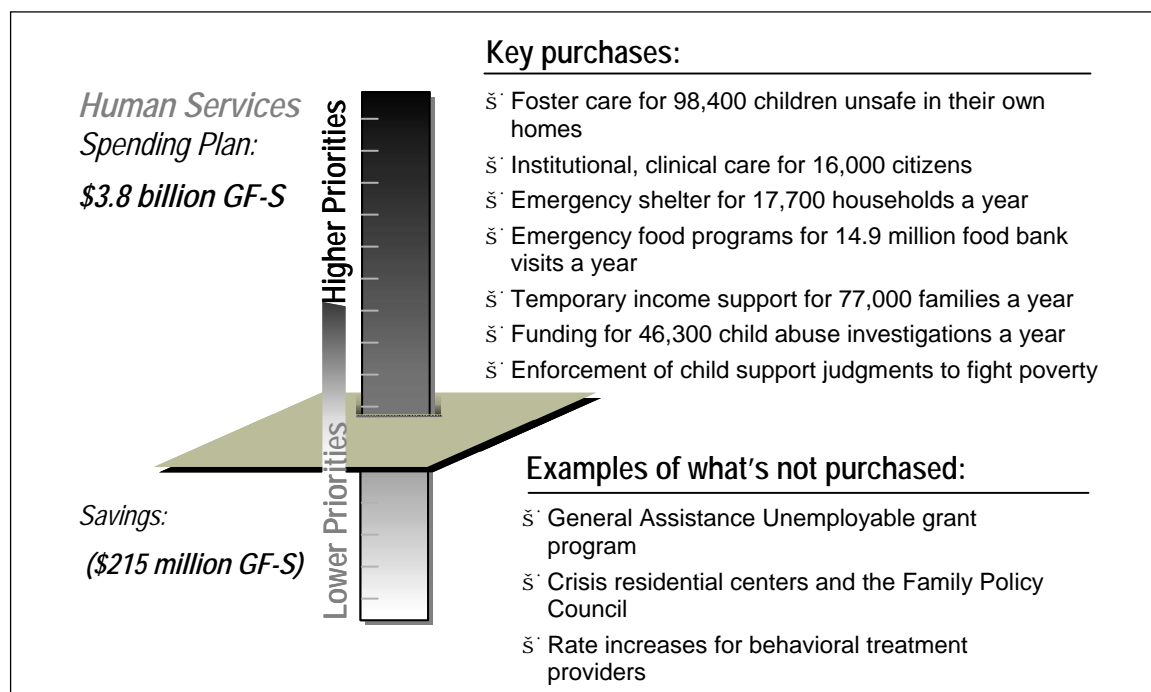 Human Services
Spending Plan:
$3.8 billion GF-S
Higher Priorities
Lower Priorities
Savings:
($215 million GF-S)
Key purchases:
š˙ Foster care for 98,400 children unsafe in their own
homes
š˙ Institutional, clinical care for 16,000 citizens
š˙ Emergency shelter for 17,700 households a year
š˙ Emergency food programs for 14.9 million food bank
visits a year
š˙ Temporary income support for 77,000 families a year
š˙ Funding for 46,300 child abuse investigations a year
š˙ Enforcement of child support judgments to fight poverty
Examples of what's not purchased:
š˙ General Assistance Unemployable grant
program
š˙ Crisis residential centers and the Family Policy
Council
š˙ Rate increases for behavioral treatment
providers